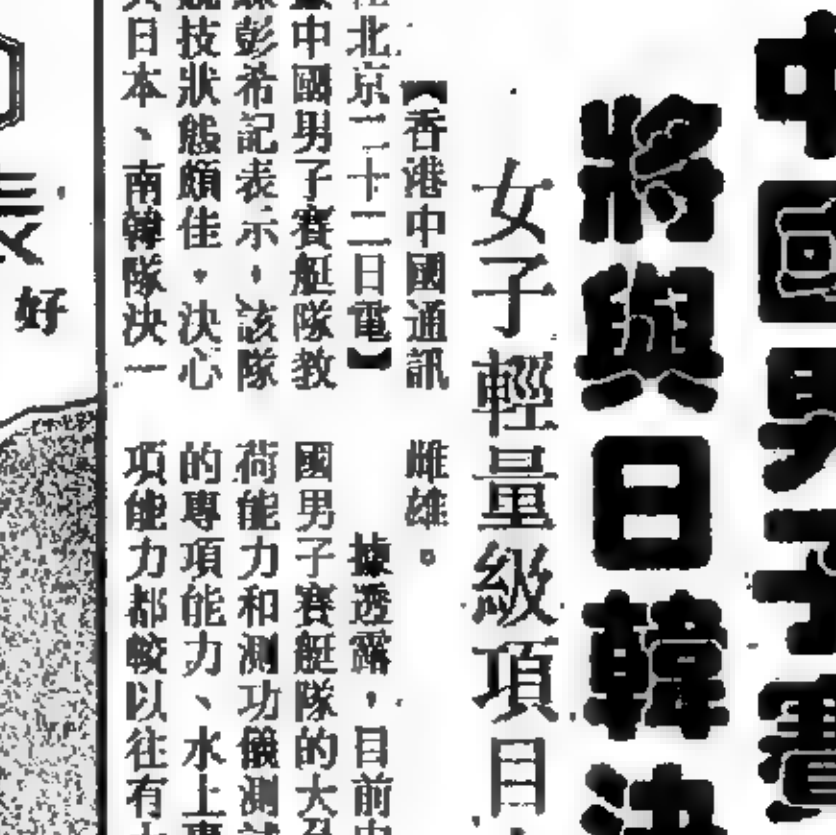 中國男子賽
將與日韓決
女子輕量級項目
【香港中國通訊
北京二十二日電】
中國男子賽艇隊教
彭希記表示，該隊
技狀態頗佳，決心
日本、南韓隊決一
雌雄。
據透露，目前中
國男子賽艇隊的大
荷能力和測功儀測試
的專項能力、水上專
項能力都較以往有
好